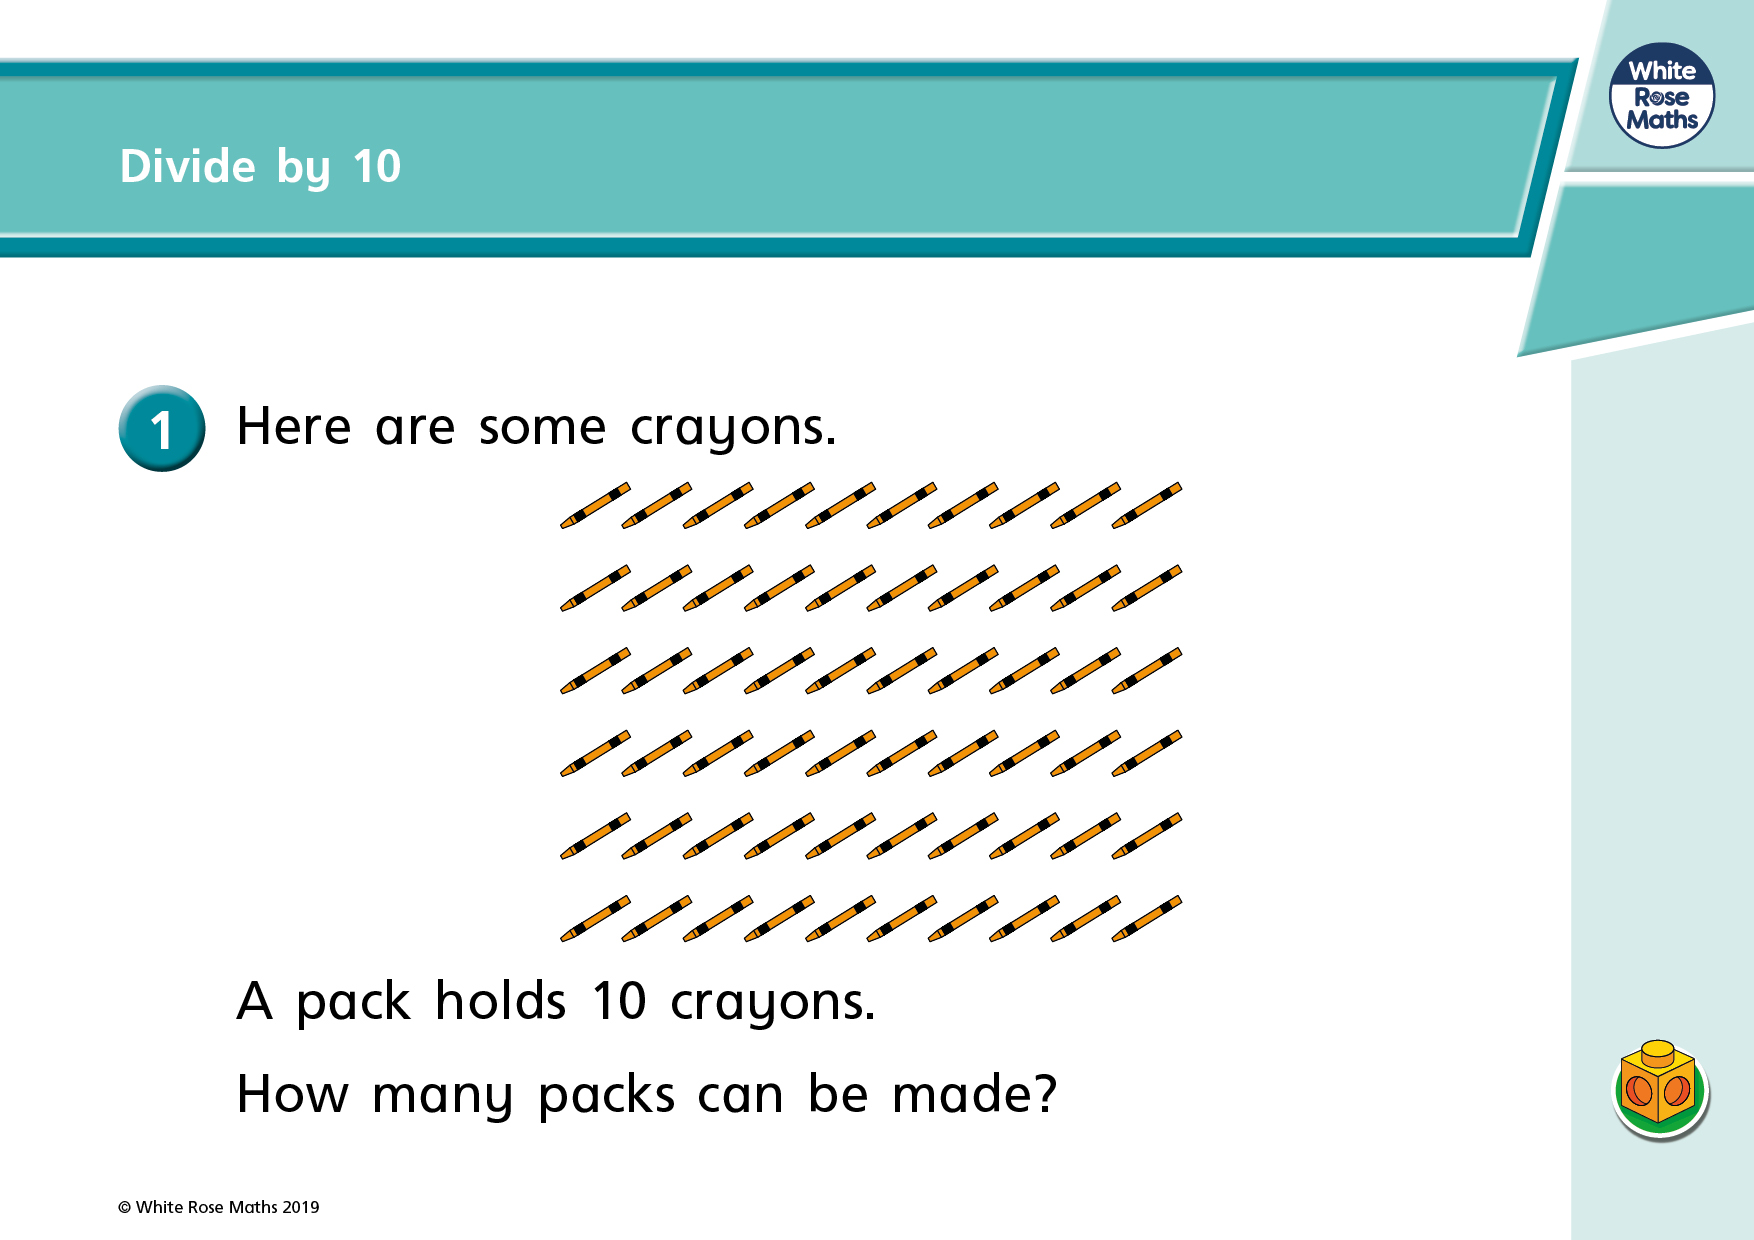 White
Rose
Maths
Divide by 10
1 Here are some crayons.
A pack holds 10 crayons.
How many packs can be made?
© White Rose Maths 2019